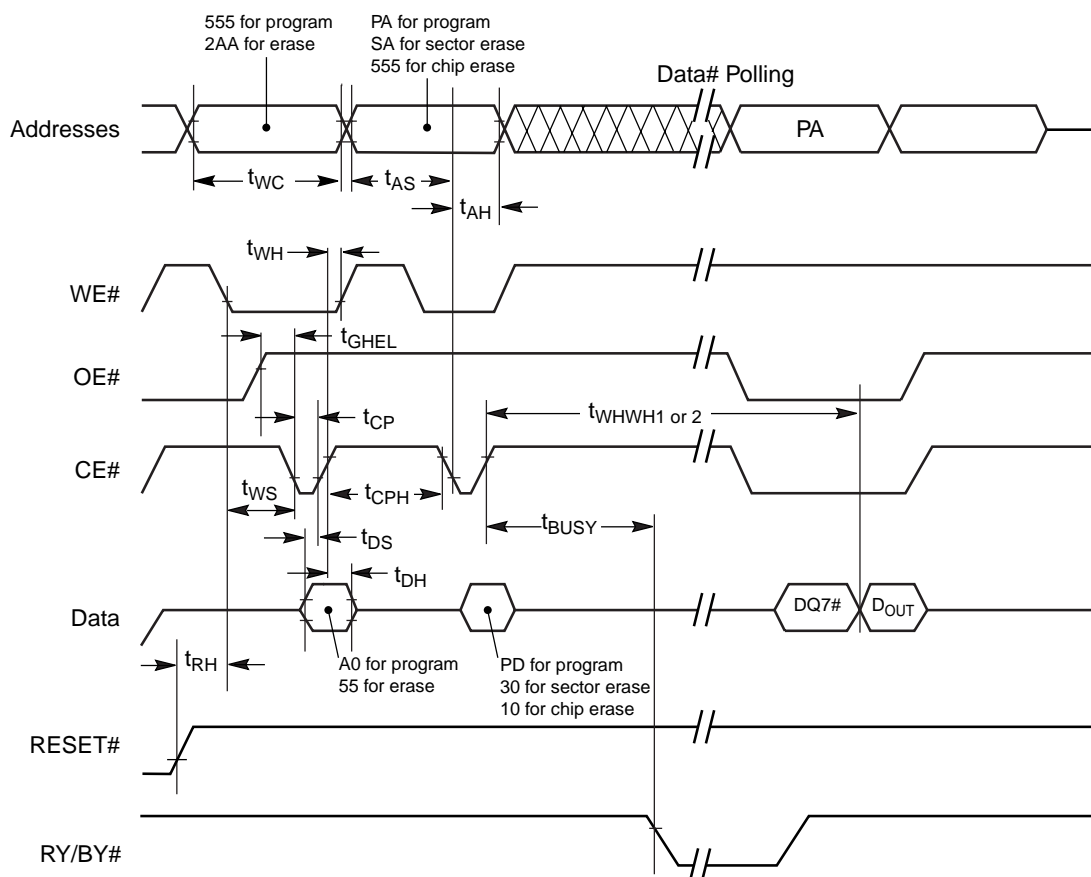 555 for program
2AA for erase
PA for program
SA for sector erase
555 for chip erase
Data# Polling
Addresses
PA
tWC
tAS
tAH
tWH
WE#
tGHEL
OE#
tWHWH1 or 2
tCP
CE#
tWS
tCPH
tBUSY
tDS
tDH
Data
DQ7#
DOUT
tRH
A0 for program
55 for erase
PD for program
30 for sector erase
10 for chip erase
RESET#
RY/BY#